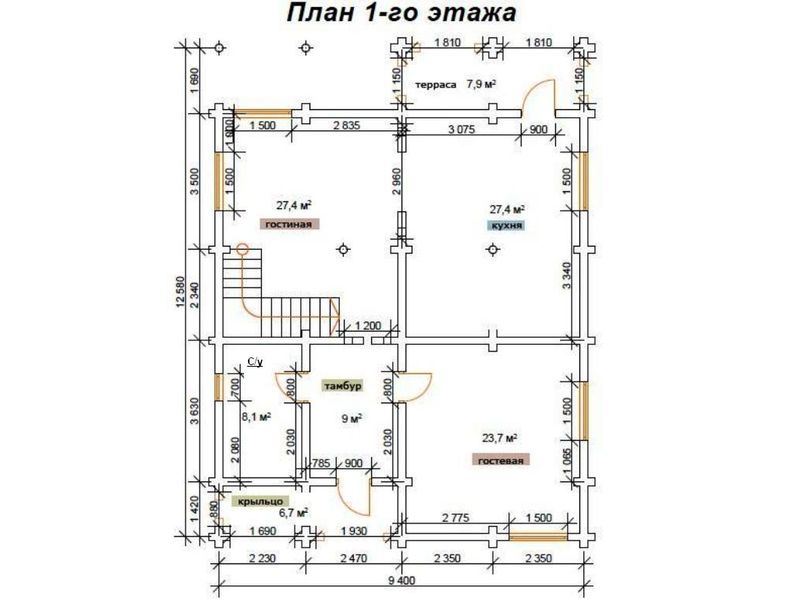 План 1-го этажа
1 810 1 810
1 690 1 150 терраса 7,9 м² 1 150
1 500 2 835 3 075 900
1 800
3 500 1 500 2 960 1 500
27,4 м² 27,4 м²
гостиная кухня
12 580 2 340 3 340
1 200
С/у
3 630 700 800 тамбур 800 1 500
8,1 м² 9 м² 23,7 м²
2 080 2 030 2 030 гостевая 1 065
785 900
1 420 880 крыльцо
6,7 м²
2 775 1 500
1 690 1 930
2 230 2 470 2 350 2 350
9 400